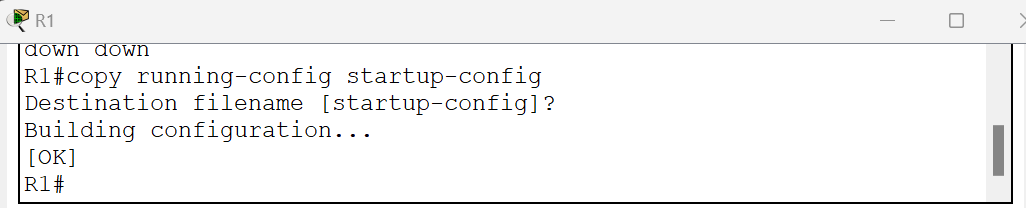 R1
down down
R1#copy running-config startup-config
Destination filename [startup-config]?
Building configuration...
[OK]
R1#